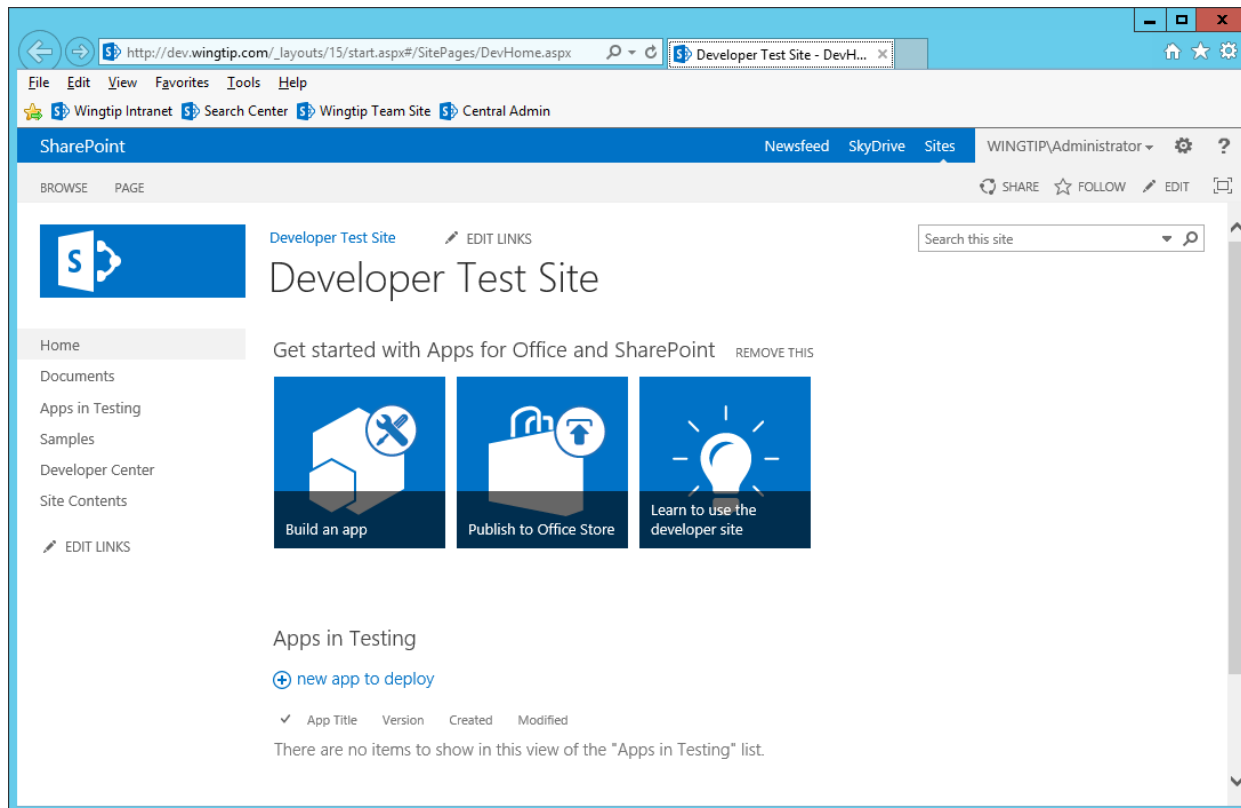 http://dev.wingtip.com/_layouts/15/start.aspx#/SitePages/DevHome.aspx
Developer Test Site - DevH...
File Edit View Favorites Tools Help
Wingtip Intranet Search Center Wingtip Team Site Central Admin
SharePoint Newsfeed SkyDrive Sites WINGTIP\Administrator ?
BROWSE PAGE SHARE FOLLOW EDIT
S
Developer Test Site EDIT LINKS
Search this site
Developer Test Site
Home
Documents
Apps in Testing
Samples
Developer Center
Site Contents
EDIT LINKS
Get started with Apps for Office and SharePoint REMOVE THIS
Build an app
Publish to Office Store
Learn to use the
developer site
Apps in Testing
new app to deploy
App Title Version Created Modified
There are no items to show in this view of the "Apps in Testing" list.